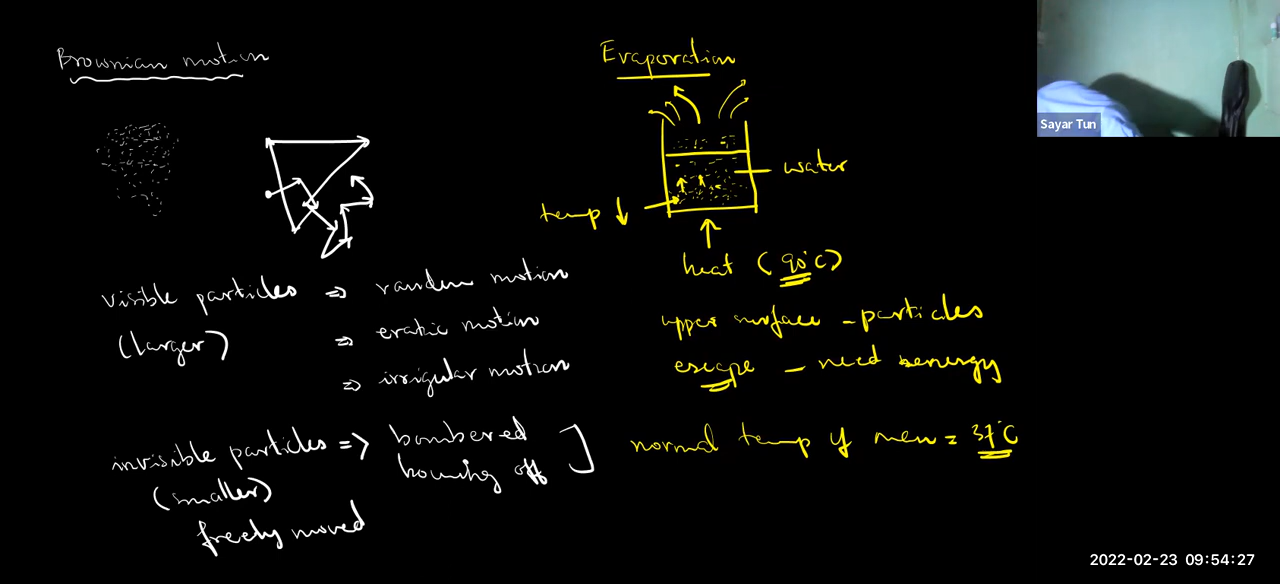 Brownian motion
visible particles ⇒ random motion
(larger) ⇒ eratic motion
⇒ irrigular motion
invisible particles => bombered
(smaller) bouncing off
freely moved
Evaporation
water
temp ↓
heat (90°C)
upper surface - particles
escape - need energy
normal temp of men = 37°C
Sayar Tun
2022-02-23 09:54:27